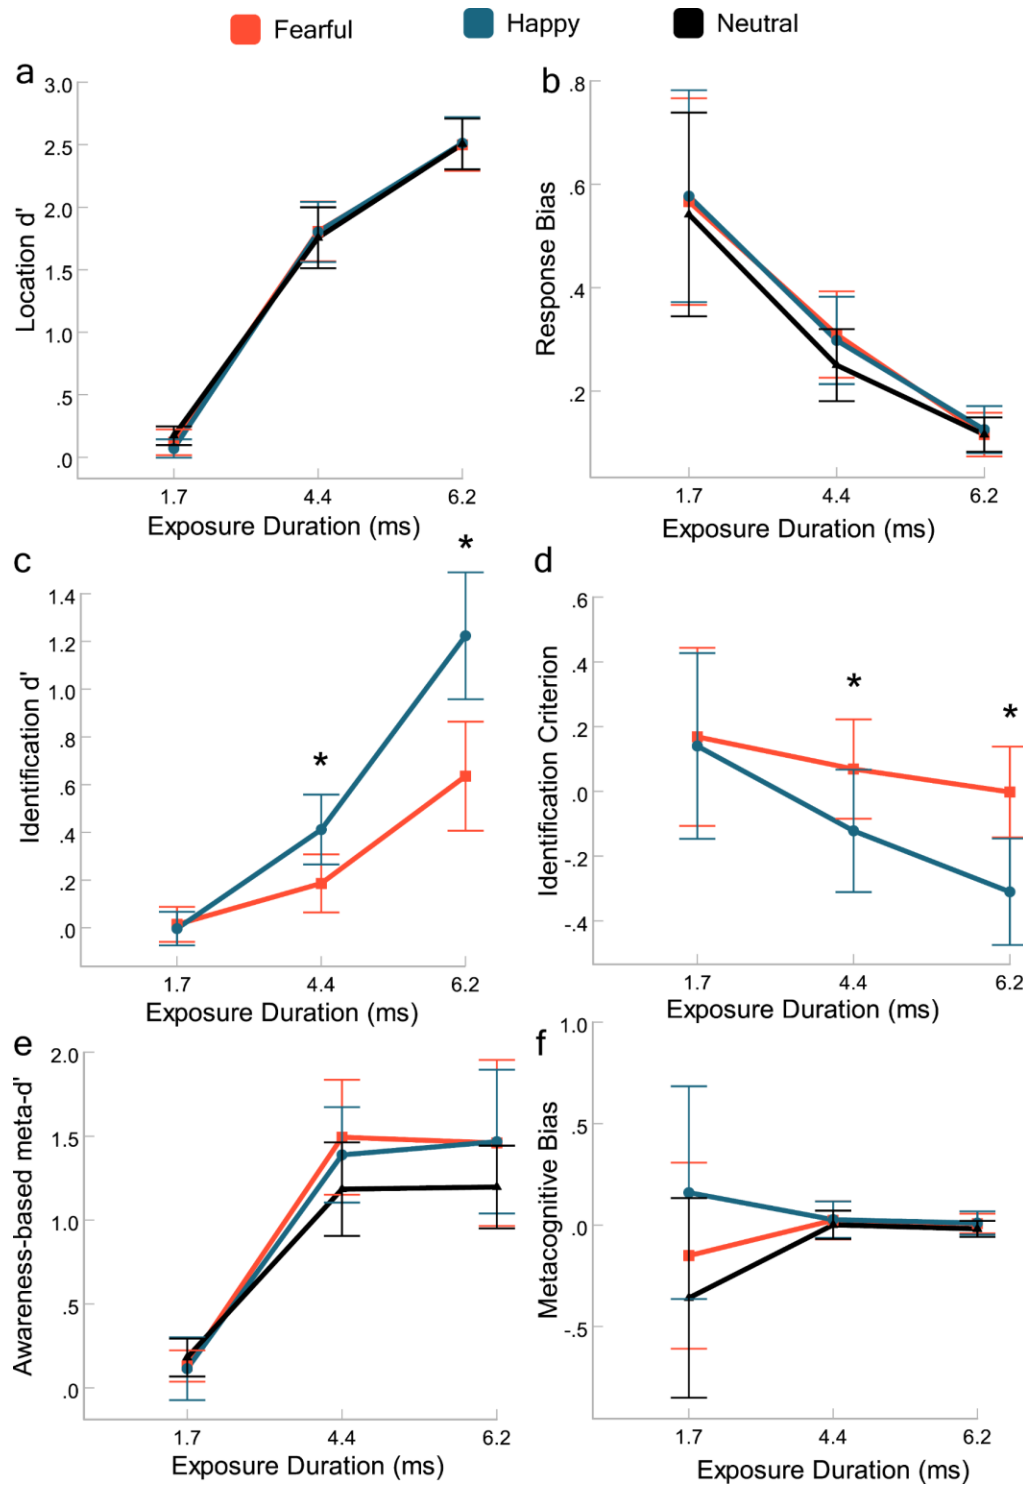 Fearful Happy Neutral
a
3.0
2.5
2.0
1.5
1.0
.5
.0
Location d'
1.7 4.4 6.2
Exposure Duration (ms)
b
.8
.6
.4
.2
Response Bias
1.7 4.4 6.2
Exposure Duration (ms)
c
1.4
1.2
1.0
.8
.6
.4
.2
.0
Identification d'
* *
1.7 4.4 6.2
Exposure Duration (ms)
d
.6
.4
.2
.0
-.2
-.4
Identification Criterion
* *
1.7 4.4 6.2
Exposure Duration (ms)
e
2.0
1.5
1.0
.5
.0
Awareness-based meta-d'
1.7 4.4 6.2
Exposure Duration (ms)
f
1.0
.5
.0
-.5
Metacognitive Bias
1.7 4.4 6.2
Exposure Duration (ms)